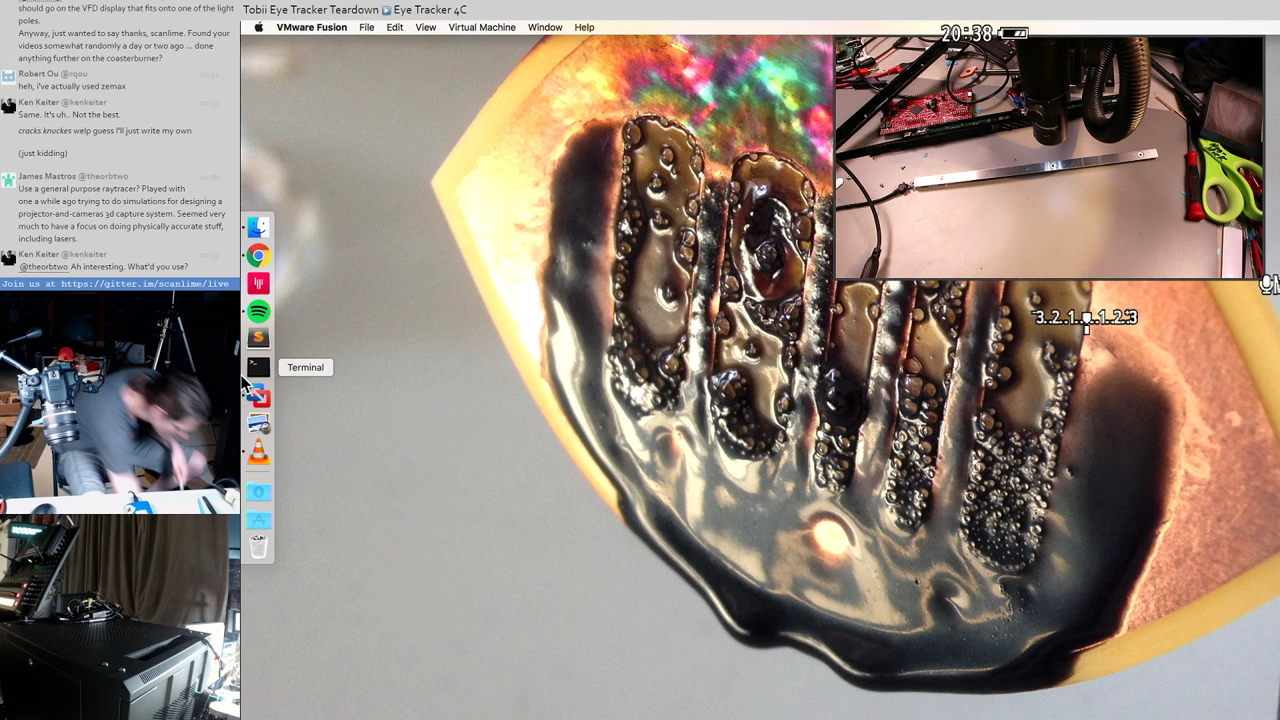 should go on the VFD display that fits onto one of the light
poles.
Anyway, just wanted to say thanks, scanlime. Found your
videos somewhat randomly a day or two ago ... done
anything further on the coasterburner?
Robert Ou @rqou
heh, i've actually used zemax
Ken Keiter @kenkeiter 20:33
Same. It's uh.. Not the best.
cracks knuckes welp guess I'll just write my own
(just kidding)
James Mastros @theorbtwo 20:36
Use a general purpose raytracer? Played with
one a while ago trying to do simulations for designing a
projector-and-cameras 3d capture system. Seemed very
much to have a focus on doing physically accurate stuff,
including lasers.
Ken Keiter @kenkeiter 20:37
@theorbtwo Ah interesting. What'd you use?
Join us at https://gitter.im/scanlime/live
Tobii Eye Tracker Teardown ▶ Eye Tracker 4C
VMware Fusion File Edit View Virtual Machine Window Help
20:38
3..2..1...1..2..3
Terminal